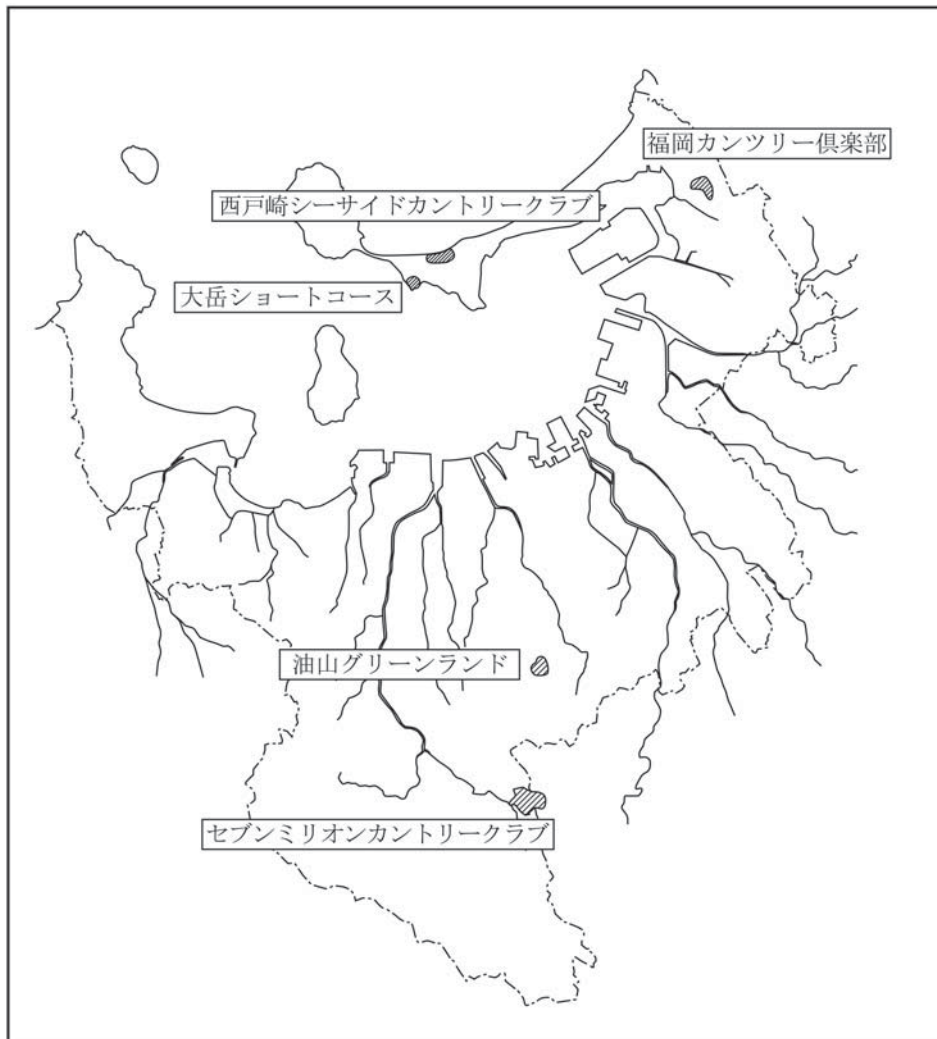 福岡カンツリー倶楽部
西戸崎シーサイドカントリークラブ
大岳ショートコース
油山グリーンランド
セブンミリオンカントリークラブ